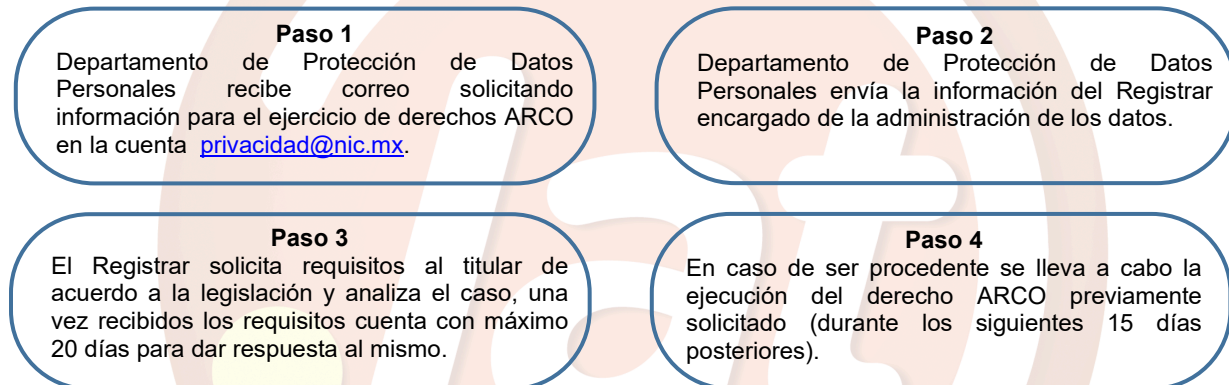 Paso 1
Departamento de Protección de Datos
Personales recibe correo solicitando
información para el ejercicio de derechos ARCO
en la cuenta privacidad@nic.mx.
Paso 2
Departamento de Protección de Datos
Personales envía la información del Registrar
encargado de la administración de los datos.
Paso 3
El Registrar solicita requisitos al titular de
acuerdo a la legislación y analiza el caso, una
vez recibidos los requisitos cuenta con máximo
20 días para dar respuesta al mismo.
Paso 4
En caso de ser procedente se lleva a cabo la
ejecución del derecho ARCO previamente
solicitado (durante los siguientes 15 días
posteriores).